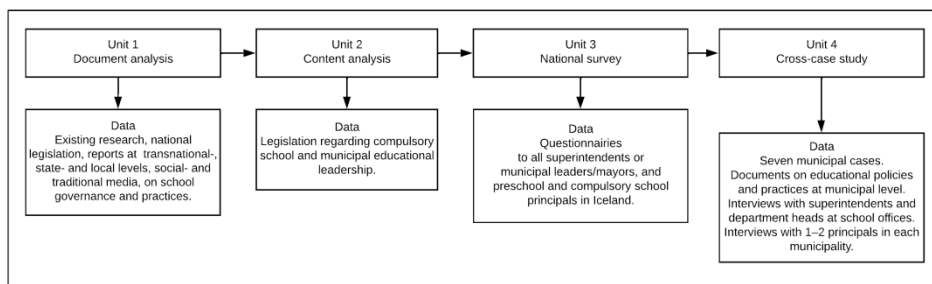 Unit 1
Document analysis
Unit 2
Content analysis
Unit 3
National survey
Unit 4
Cross-case study
Data
Existing research, national
legislation, reports at transnational-,
state- and local levels, social- and
traditional media, on school
governance and practices.
Data
Legislation regarding compulsory
school and municipal educational
leadership.
Data
Questionnairies
to all superintendents or
municipal leaders/mayors, and
preschool and compulsory school
principals in Iceland.
Data
Seven municipal cases.
Documents on educational policies
and practices at municipal level.
Interviews with superintendents and
department heads at school offices.
Interviews with 1–2 principals in each
municipality.